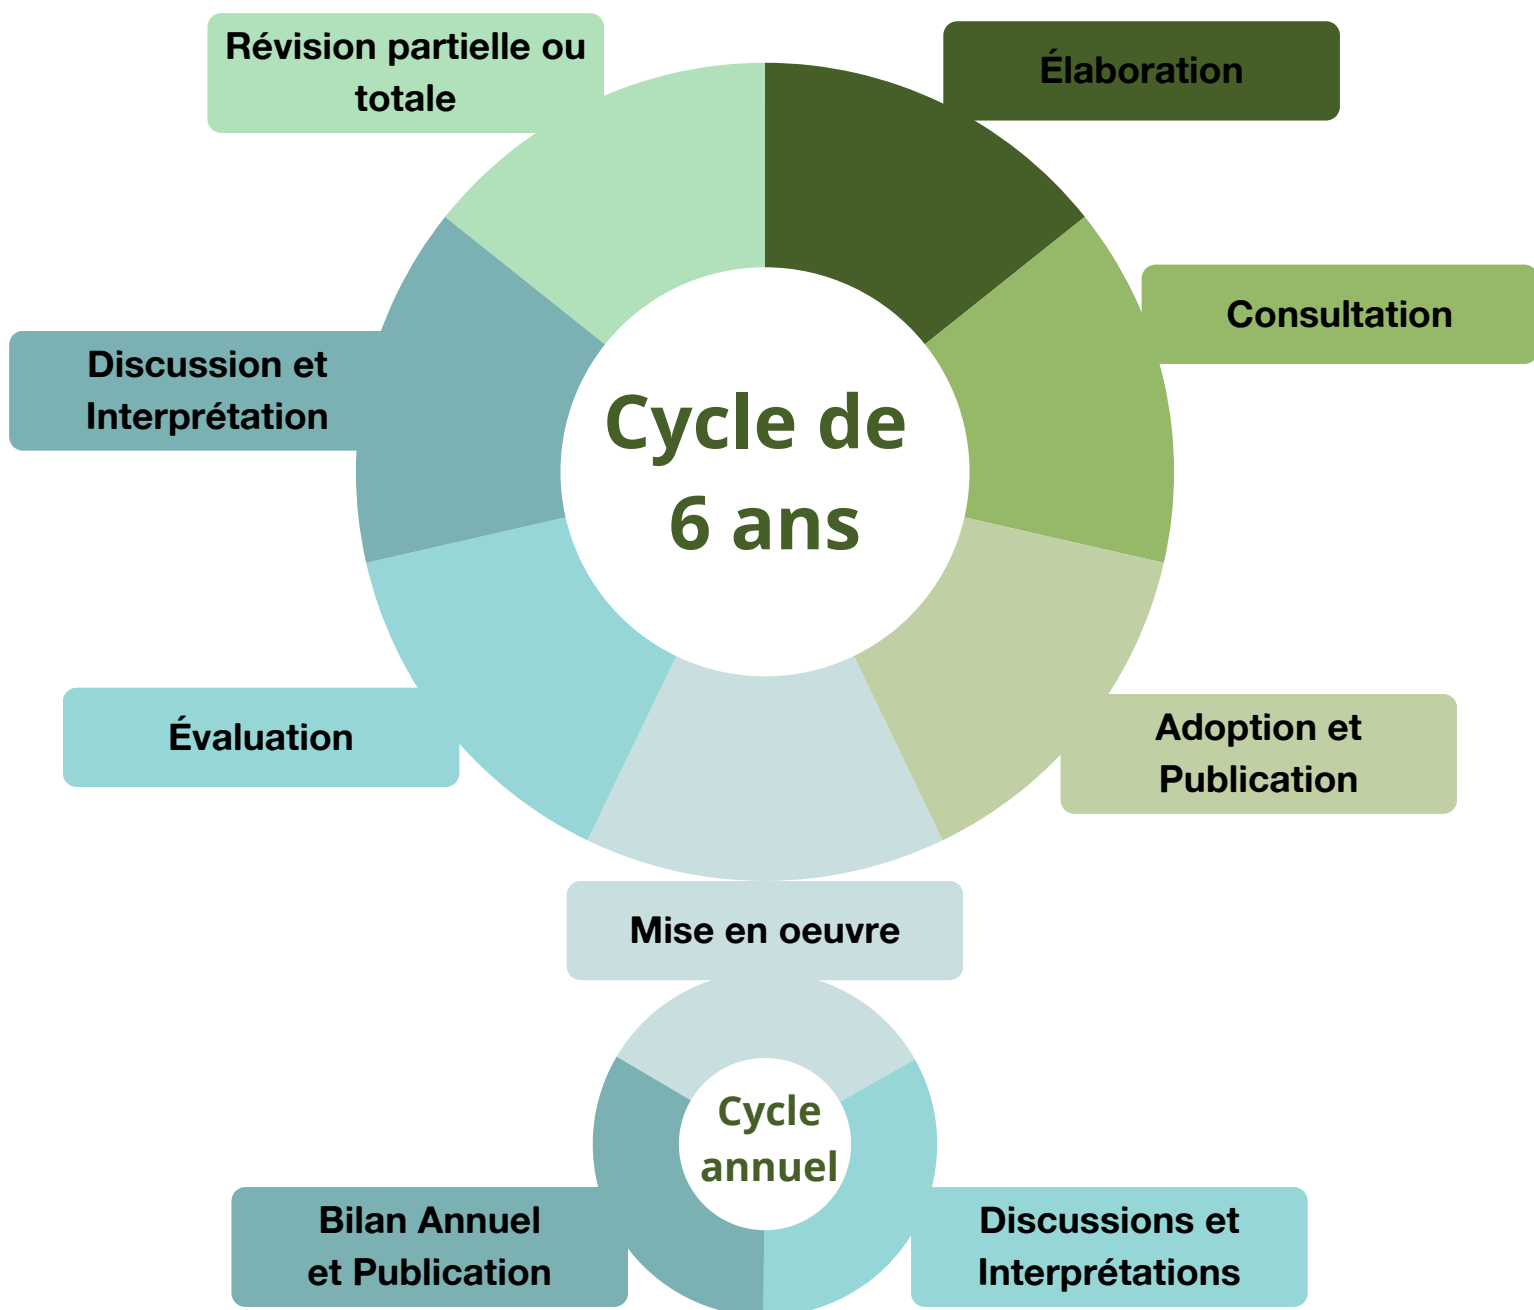 Révision partielle ou
totale
Élaboration
Consultation
Discussion et
Interprétation
Cycle de
6 ans
Évaluation
Adoption et
Publication
Mise en oeuvre
Cycle
annuel
Bilan Annuel
et Publication
Discussions et
Interprétations